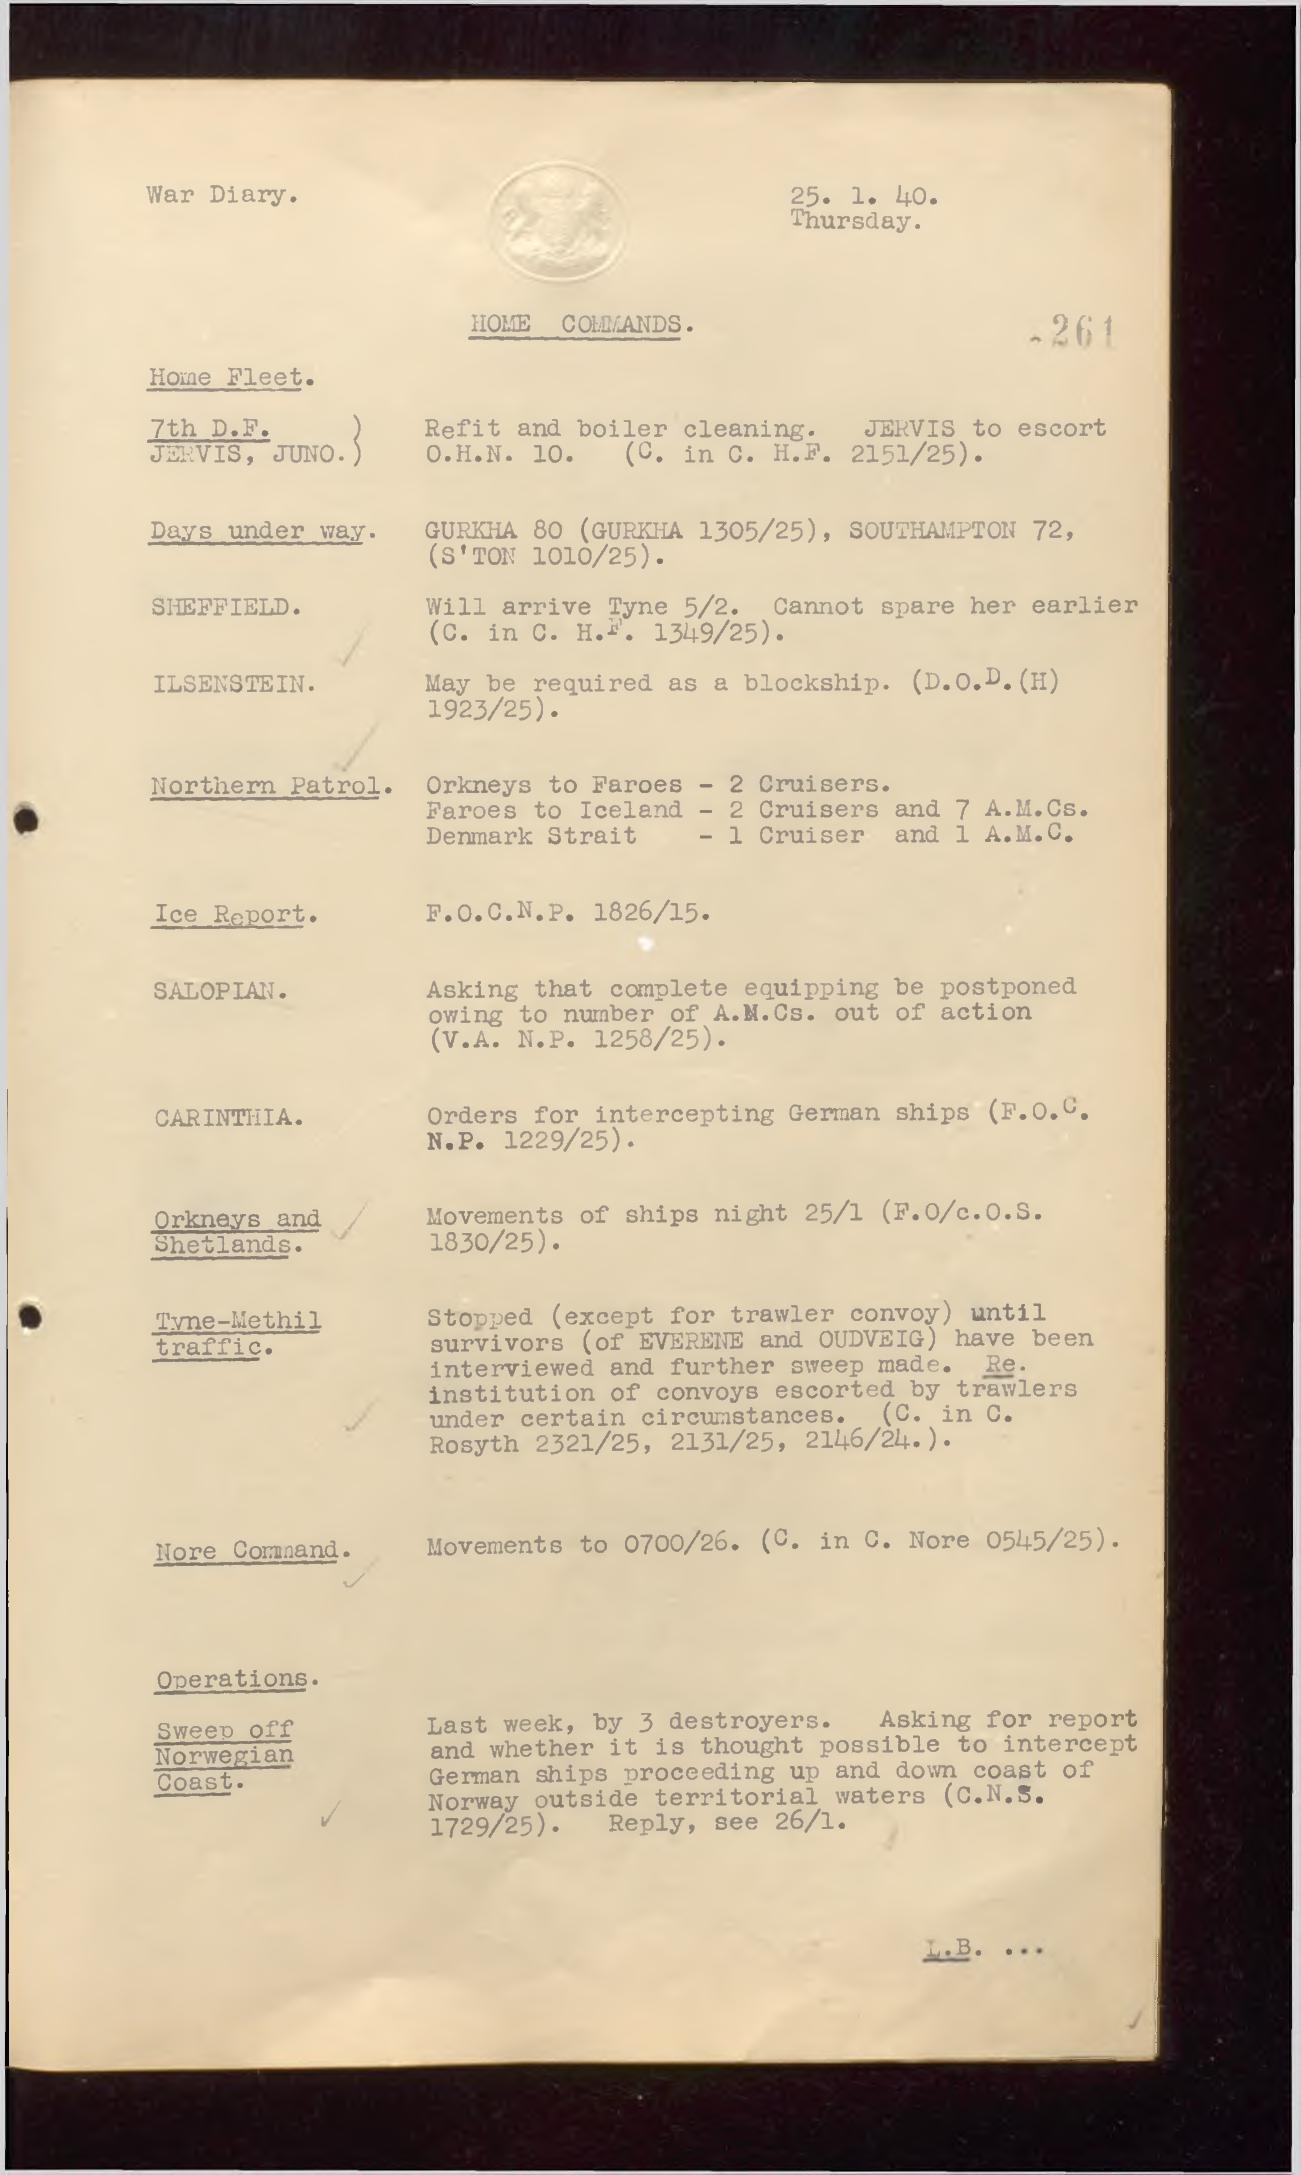 War Diary.
25. 1. 40.
Thursday.
HOME COMMANDS.
261
Home Fleet.
7th D.F. )
JERVIS, JUNO.)
Refit and boiler cleaning. JERVIS to escort
O.H.N. 10. (C. in C. H.F. 2151/25).
Days under way.
GURKHA 80 (GURKHA 1305/25), SOUTHAMPTON 72,
(S'TON 1010/25).
SHEFFIELD.
Will arrive Tyne 5/2. Cannot spare her earlier
(C. in C. H.F. 1349/25).
ILSENSTEIN.
May be required as a blockship. (D.O.D.(H)
1923/25).
Northern Patrol.
Orkneys to Faroes - 2 Cruisers.
Faroes to Iceland - 2 Cruisers and 7 A.M.Cs.
Denmark Strait - 1 Cruiser and 1 A.M.C.
Ice Report.
F.O.C.N.P. 1826/15.
SALOPIAN.
Asking that complete equipping be postponed
owing to number of A.M.Cs. out of action
(V.A. N.P. 1258/25).
CARINTHIA.
Orders for intercepting German ships (F.O.C.
N.P. 1229/25).
Orkneys and
Shetlands.
Movements of ships night 25/1 (F.O/c.O.S.
1830/25).
Tyne-Methil
traffic.
Stopped (except for trawler convoy) until
survivors (of EVERENE and OUDVEIG) have been
interviewed and further sweep made. Re.
institution of convoys escorted by trawlers
under certain circumstances. (C. in C.
Rosyth 2321/25, 2131/25, 2146/24.).
Nore Command.
Movements to 0700/26. (C. in C. Nore 0545/25).
Operations.
Sweep off
Norwegian
Coast.
Last week, by 3 destroyers. Asking for report
and whether it is thought possible to intercept
German ships proceeding up and down coast of
Norway outside territorial waters (C.N.S.
1729/25). Reply, see 26/1.
L.B. ...